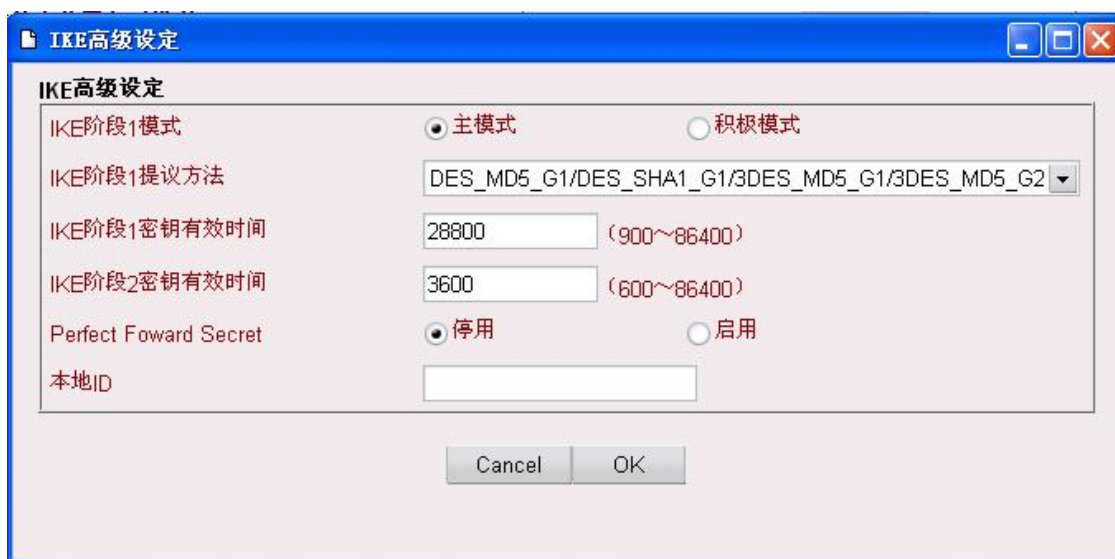 IKE高级设定
IKE高级设定
IKE阶段1模式 主模式 积极模式
IKE阶段1提议方法 DES_MD5_G1/DES_SHA1_G1/3DES_MD5_G1/3DES_MD5_G2
IKE阶段1密钥有效时间 28800 (900～86400)
IKE阶段2密钥有效时间 3600 (600～86400)
Perfect Foward Secret 停用 启用
本地ID
Cancel OK